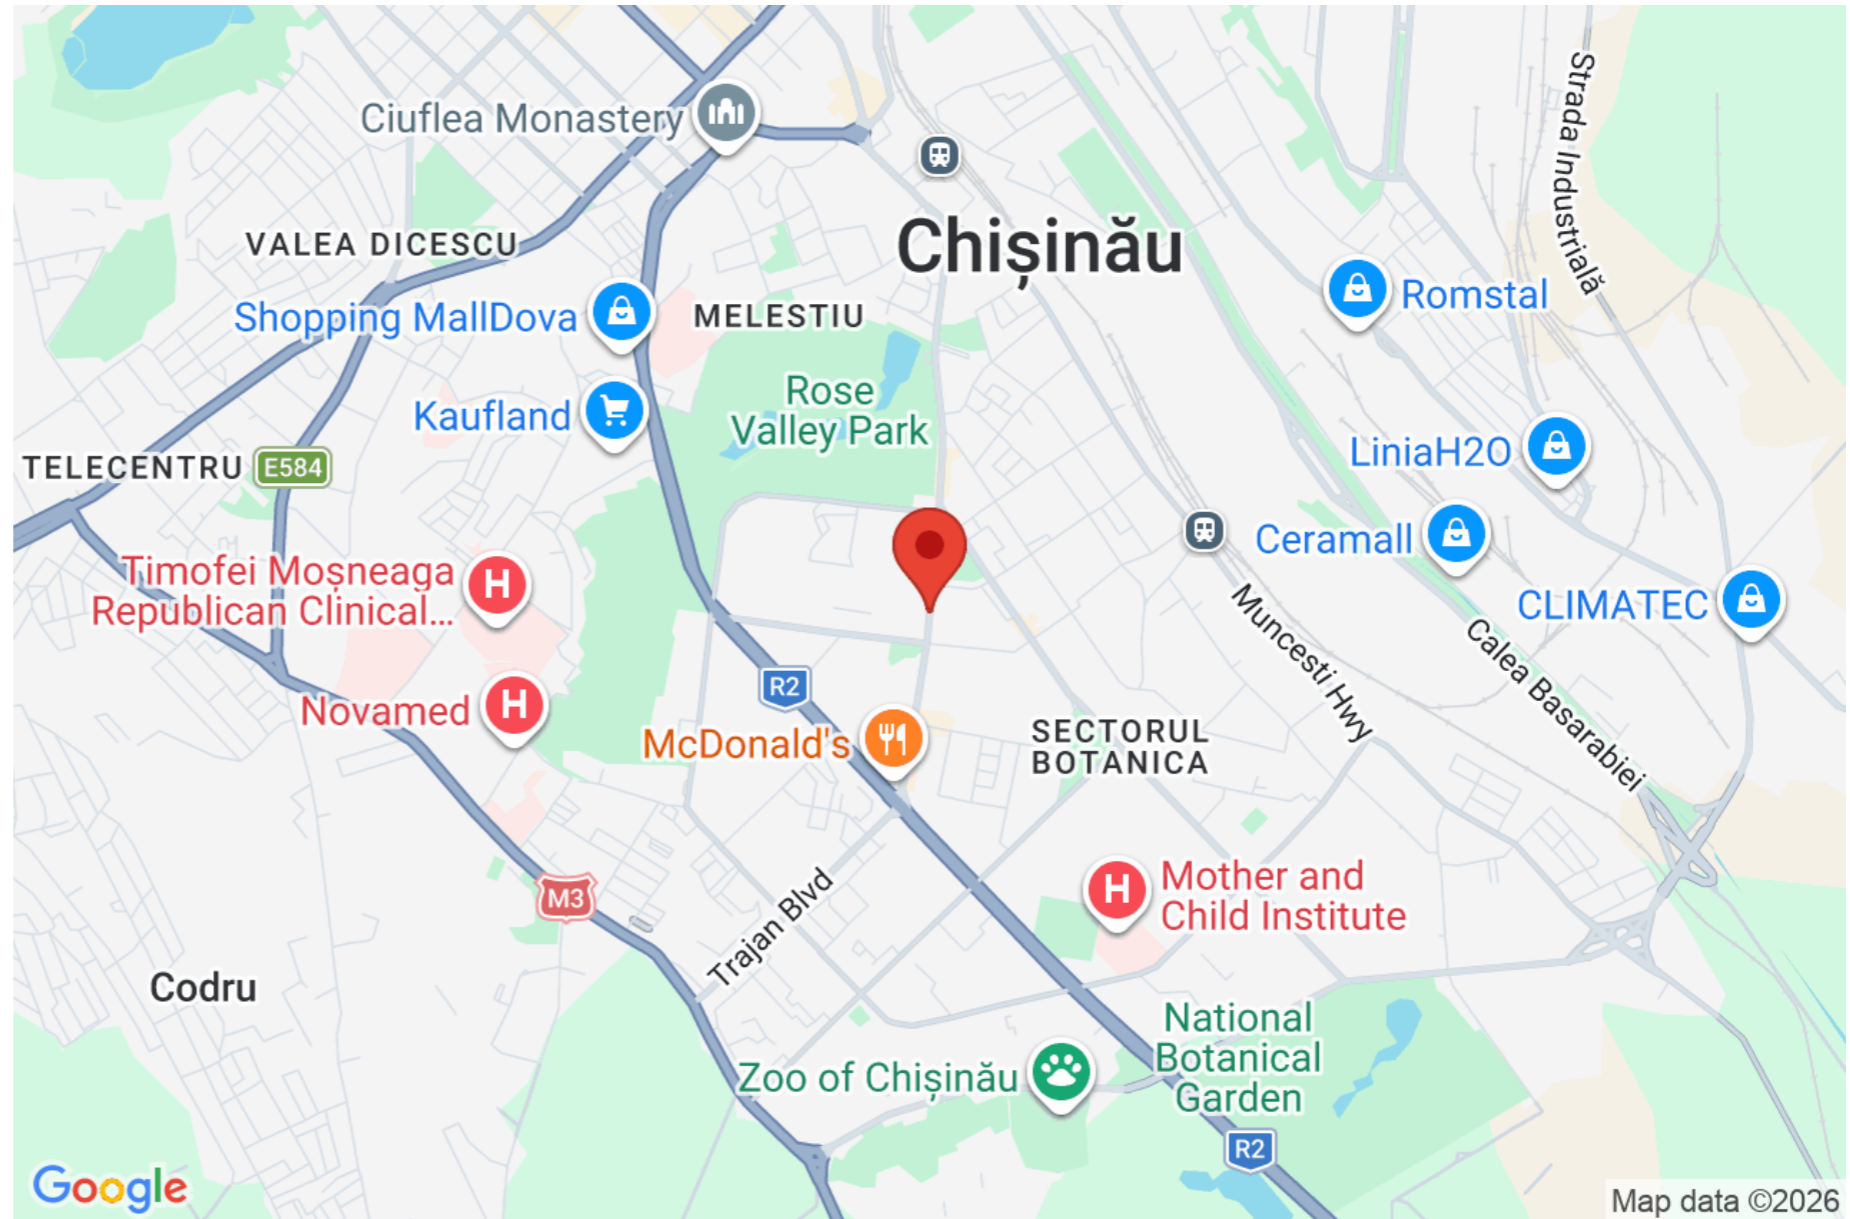 Strada Industrială
Ciuflea Monastery
Chișinău
VALEA DICESCU
Shopping MallDova
MELESTIU
Romstal
Rose
Valley Park
Kaufland
TELECENTRU
E584
LiniaH2O
Ceramall
Timofei Moșneaga
Republican Clinical...
H
CLIMATEC
Muncesti Hwy
Calea Basarabiei
R2
Novamed
H
McDonald's
SECTORUL
BOTANICA
M3
Trajan Blvd
H
Mother and
Child Institute
Codru
National
Botanical
Garden
Zoo of Chișinău
R2
Google
Map data ©2026